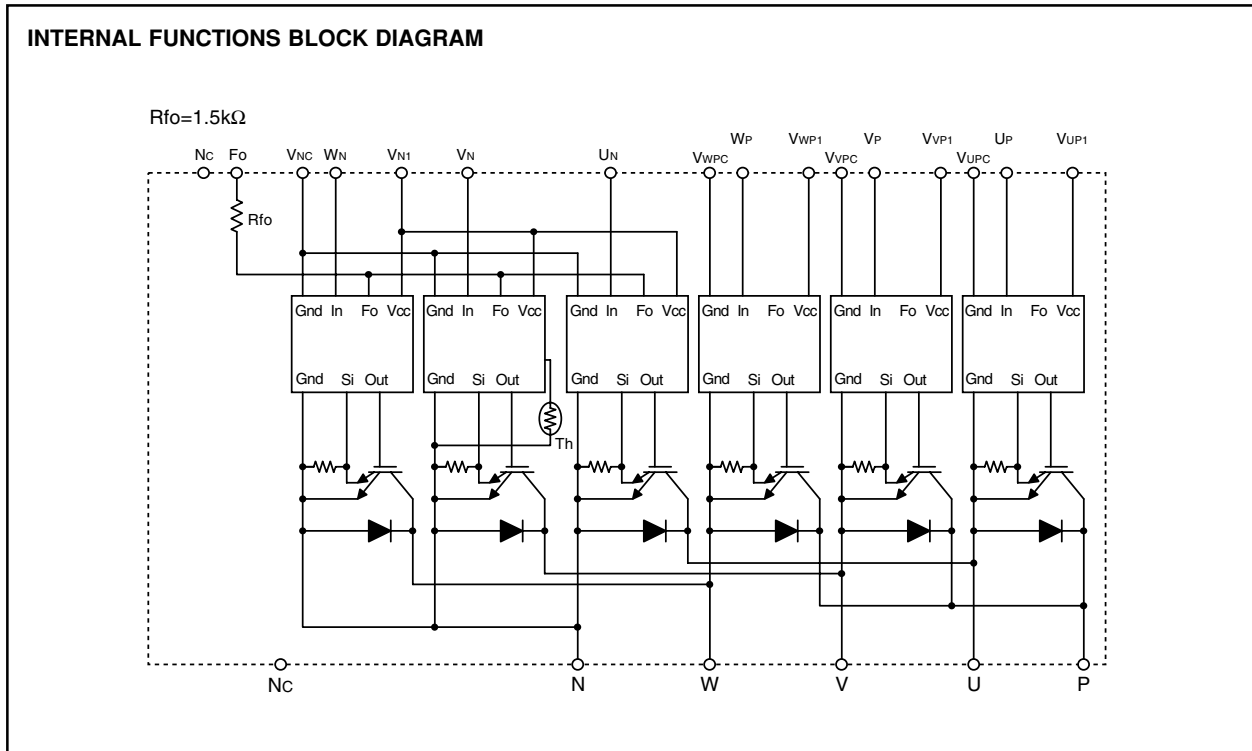 INTERNAL FUNCTIONS BLOCK DIAGRAM
Rfo=1.5kΩ
NC FO VNC WN VN1 VN UN VWPC WP VWP1 VVPC VP VVP1 VUPC UP VUP1
Rfo
Gnd In Fo Vcc Gnd In Fo Vcc Gnd In Fo Vcc Gnd In Fo Vcc Gnd In Fo Vcc Gnd In Fo Vcc
Gnd Si Out Gnd Si Out Gnd Si Out Gnd Si Out Gnd Si Out Gnd Si Out
Th
NC N W V U P